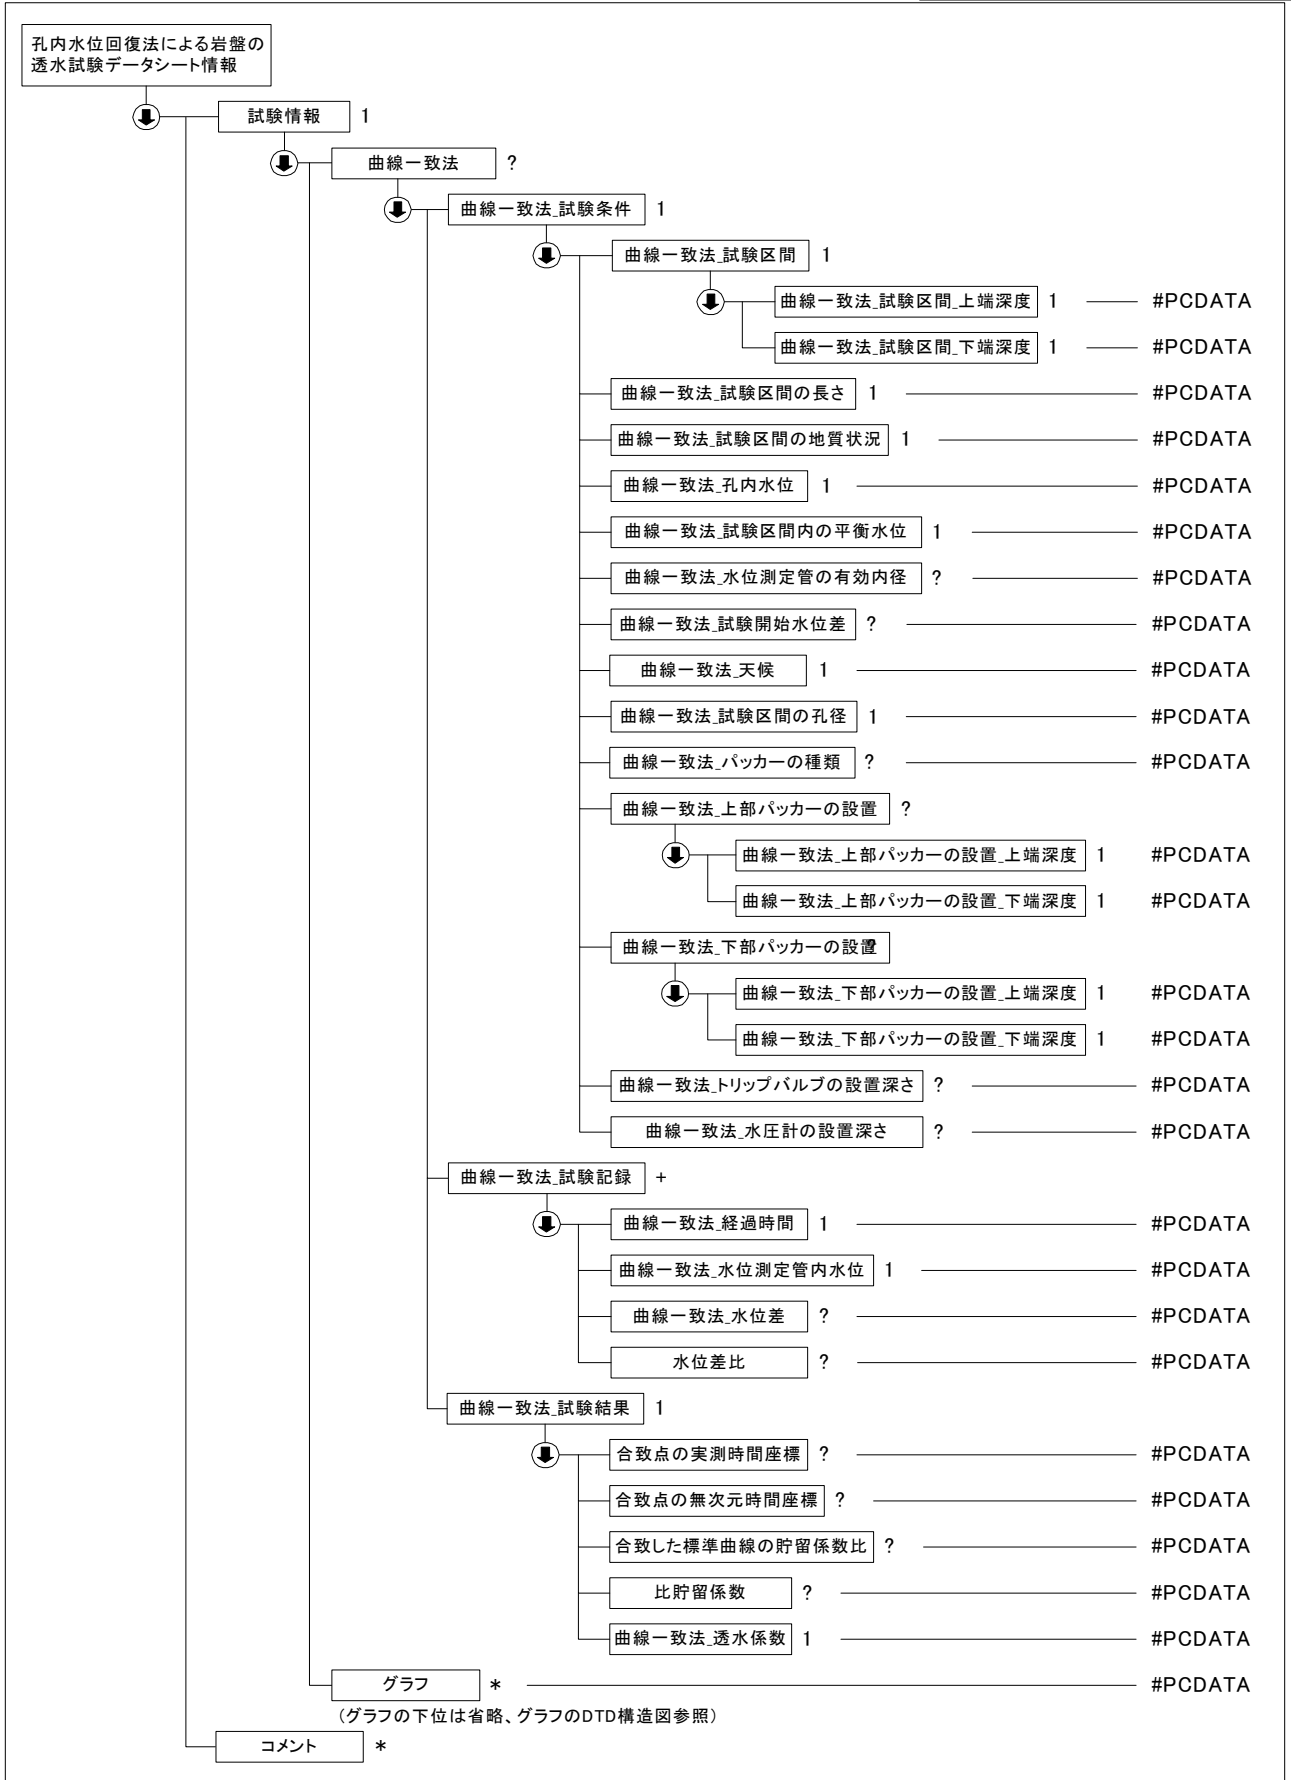 孔内水位回復法による岩盤の
透水試験データシート情報
試験情報 1
曲線一致法 ?
曲線一致法_試験条件 1
曲線一致法_試験区間 1
曲線一致法_試験区間_上端深度 1 #PCDATA
曲線一致法_試験区間_下端深度 1 #PCDATA
曲線一致法_試験区間の長さ 1 #PCDATA
曲線一致法_試験区間の地質状況 1 #PCDATA
曲線一致法_孔内水位 1 #PCDATA
曲線一致法_試験区間内の平衡水位 1 #PCDATA
曲線一致法_水位測定管の有効内径 ? #PCDATA
曲線一致法_試験開始水位差 ? #PCDATA
曲線一致法_天候 1 #PCDATA
曲線一致法_試験区間の孔径 1 #PCDATA
曲線一致法_パッカーの種類 ? #PCDATA
曲線一致法_上部パッカーの設置 ?
曲線一致法_上部パッカーの設置_上端深度 1 #PCDATA
曲線一致法_上部パッカーの設置_下端深度 1 #PCDATA
曲線一致法_下部パッカーの設置 ?
曲線一致法_下部パッカーの設置_上端深度 1 #PCDATA
曲線一致法_下部パッカーの設置_下端深度 1 #PCDATA
曲線一致法_トリップバルブの設置深さ ? #PCDATA
曲線一致法_水圧計の設置深さ ? #PCDATA
曲線一致法_試験記録 +
曲線一致法_経過時間 1 #PCDATA
曲線一致法_水位測定管内水位 1 #PCDATA
曲線一致法_水位差 ? #PCDATA
水位差比 ? #PCDATA
曲線一致法_試験結果 1
合致点の実測時間座標 ? #PCDATA
合致点の無次元時間座標 ? #PCDATA
合致した標準曲線の貯留係数比 ? #PCDATA
比貯留係数 ? #PCDATA
曲線一致法_透水係数 1 #PCDATA
グラフ * #PCDATA
（グラフの下位は省略、グラフのDTD構造図参照）
コメント *